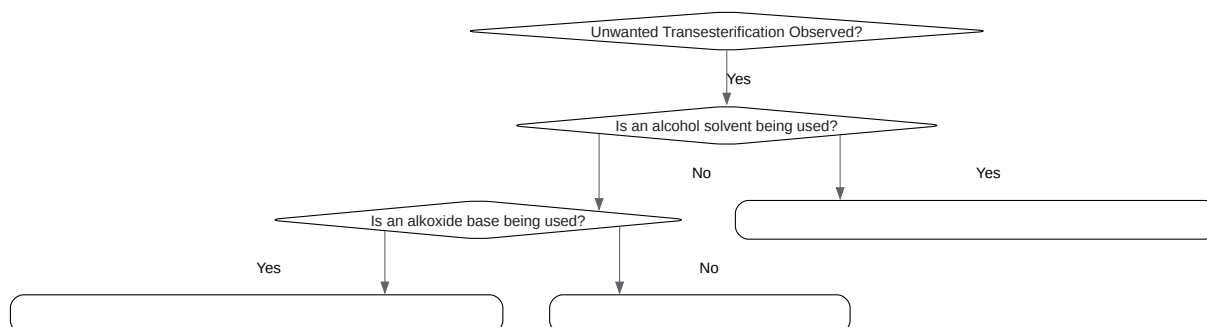 Unwanted Transesterification Observed?
Yes
Is an alcohol solvent being used?
No
Yes
Is an alkoxide base being used?
Yes
No